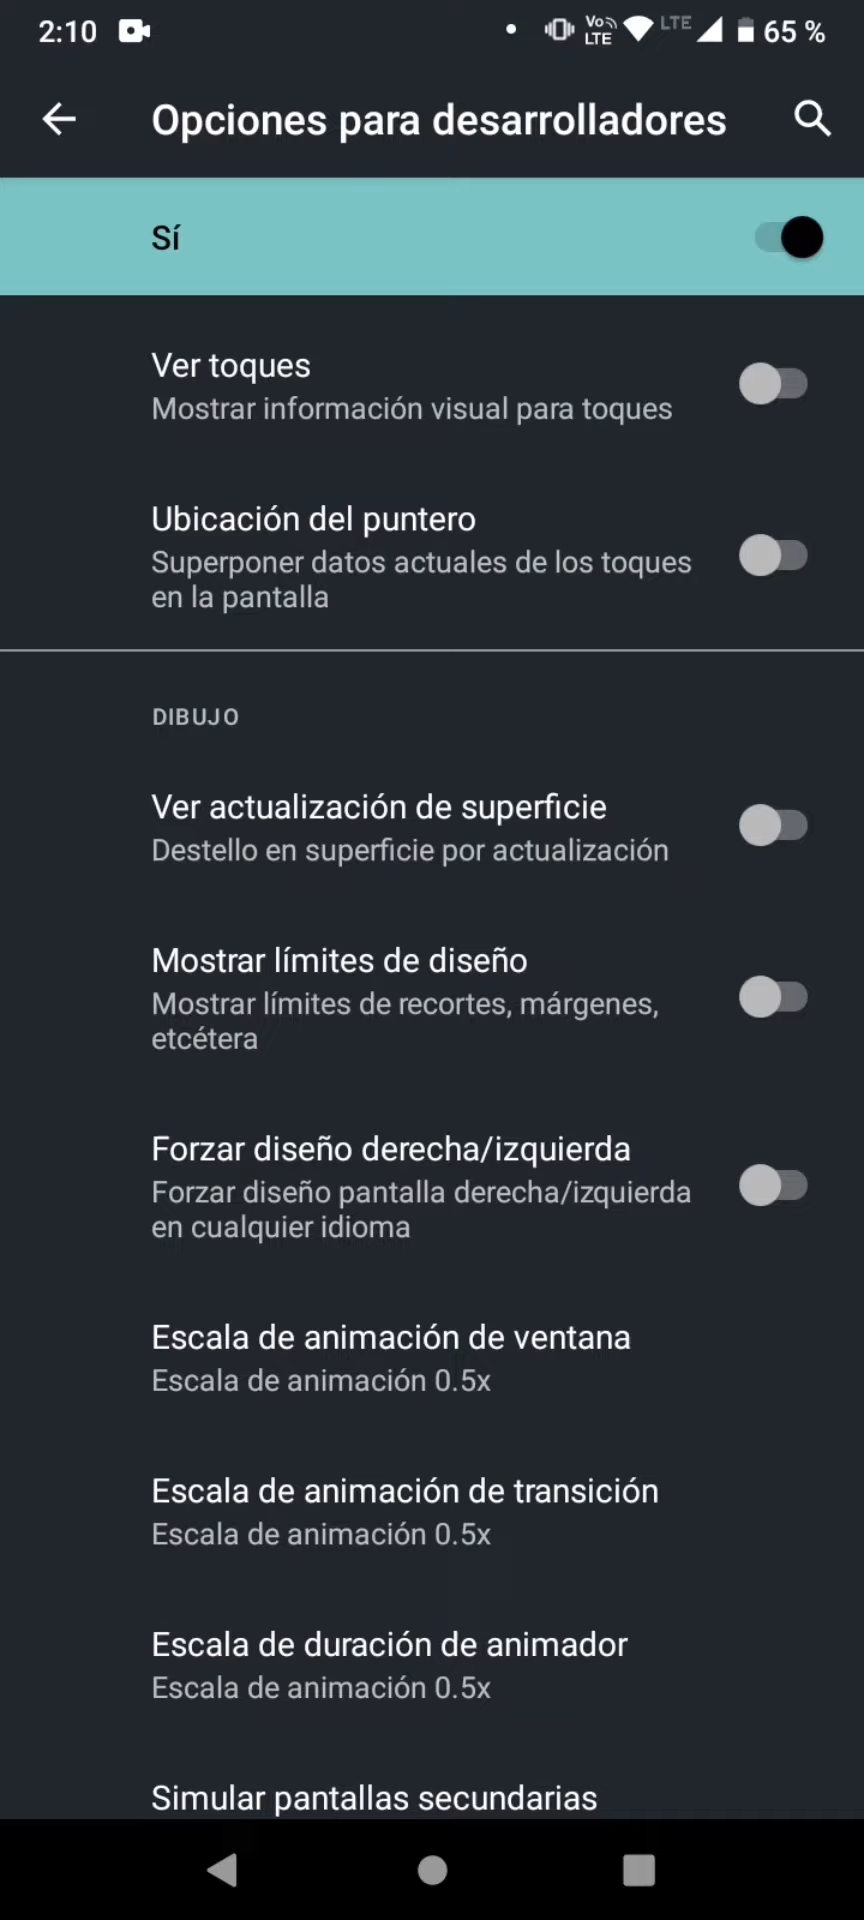 2:10
Vo LTE
LTE
65 %
Opciones para desarrolladores
Sí
Ver toques
Mostrar información visual para toques
Ubicación del puntero
Superponer datos actuales de los toques
en la pantalla
DIBUJO
Ver actualización de superficie
Destello en superficie por actualización
Mostrar límites de diseño
Mostrar límites de recortes, márgenes,
etcétera
Forzar diseño derecha/izquierda
Forzar diseño pantalla derecha/izquierda
en cualquier idioma
Escala de animación de ventana
Escala de animación 0.5x
Escala de animación de transición
Escala de animación 0.5x
Escala de duración de animador
Escala de animación 0.5x
Simular pantallas secundarias